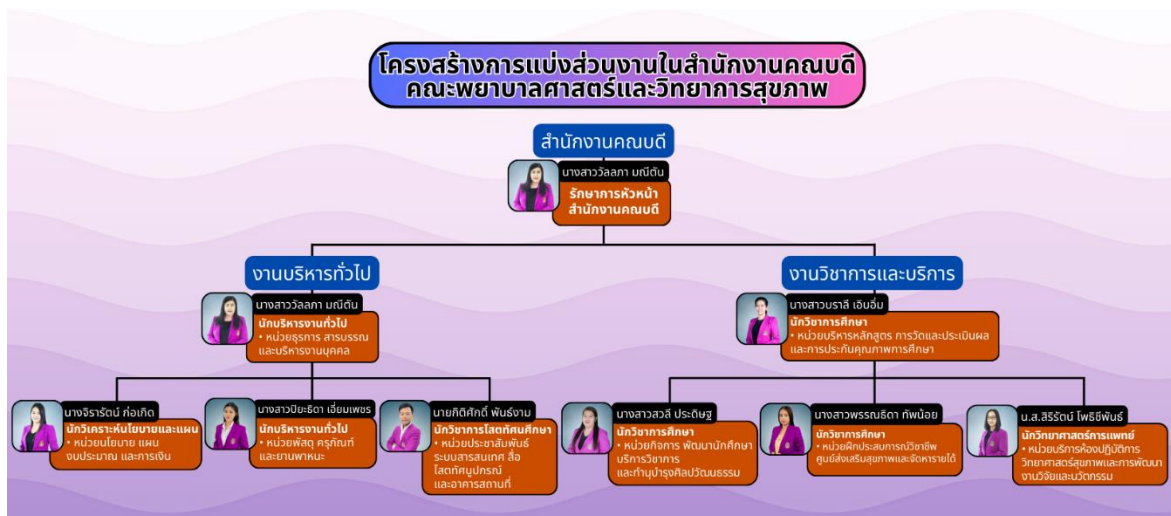 โครงสร้างการแบ่งส่วนงานในสำนักงานคณบดี
คณะพยาบาลศาสตร์และวิทยาการสุขภาพ
สำนักงานคณบดี
นางสาววัลลภา มณีตัน
รักษาการหัวหน้า
สำนักงานคณบดี
งานบริหารทั่วไป
นางสาววัลลภา มณีตัน
นักบริหารงานทั่วไป
• หน่วยธุรการ สารบรรณ
และบริหารงานบุคคล
งานวิชาการและบริการ
นางสาวบราลี เอิบอิ่ม
นักวิชาการศึกษา
• หน่วยบริหารหลักสูตร การวัดและประเมินผล
และการประกันคุณภาพการศึกษา
นางจิรารัตน์ ก่อเกิด
นักวิเคราะห์นโยบายและแผน
• หน่วยนโยบาย แผน
งบประมาณ และการเงิน
นางสาวปิยะธิดา เอี่ยมเพชร
นักบริหารงานทั่วไป
• หน่วยพัสดุ ครุภัณฑ์
และยานพาหนะ
นายกิติศักดิ์ พันธ์งาม
นักวิชาการโสตทัศนศึกษา
• หน่วยประชาสัมพันธ์
ระบบสารสนเทศ สื่อ
โสตทัศนูปกรณ์
และอาคารสถานที่
นางสาวสวลี ประดิษฐ
นักวิชาการศึกษา
• หน่วยกิจการ พัฒนานักศึกษา
บริการวิชาการ
และทำนุบำรุงศิลปวัฒนธรรม
นางสาวพรรณธิดา ทัพน้อย
นักวิชาการศึกษา
• หน่วยฝึกประสบการณ์วิชาชีพ
ศูนย์ส่งเสริมสุขภาพและจัดหารายได้
น.ส.สิริรัตน์ โพธิชีพันธ์
นักวิทยาศาสตร์การแพทย์
• หน่วยบริการห้องปฏิบัติการ
วิทยาศาสตร์สุขภาพและการพัฒนา
งานวิจัยและนวัตกรรม